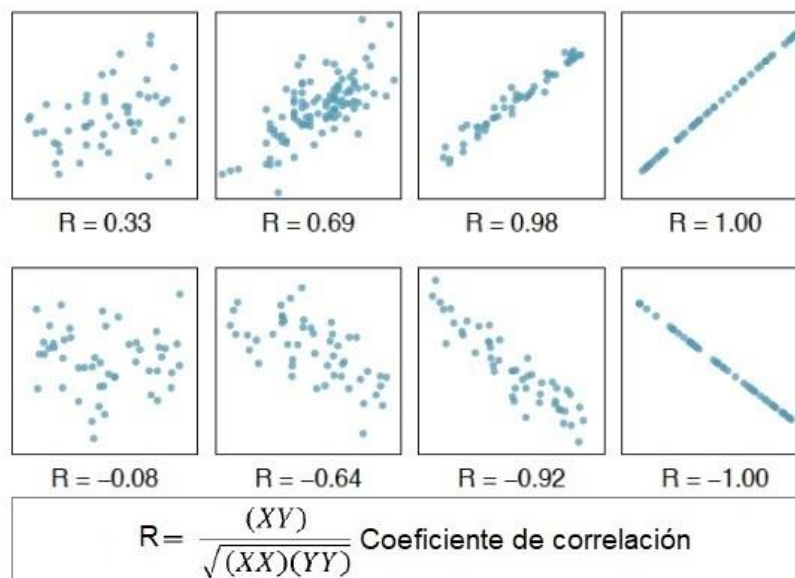 R = 0.33 R = 0.69 R = 0.98 R = 1.00
R = −0.08 R = −0.64 R = −0.92 R = −1.00
R = (XY) / √(XX)(YY) Coeficiente de correlación